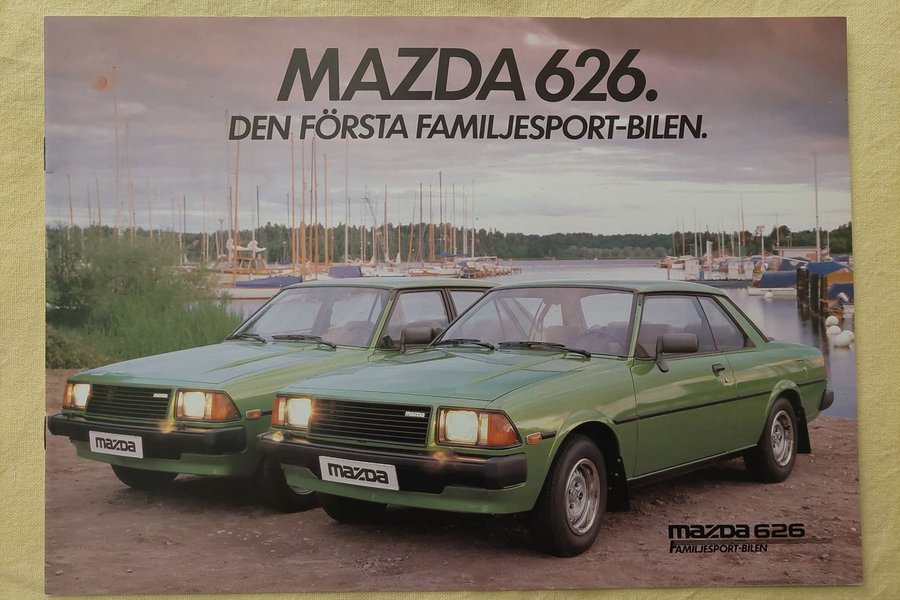 MAZDA 626.
DEN FÖRSTA FAMILJESPORT-BILEN.
mazda
mazda
mazda 626
FAMILJESPORT-BILEN